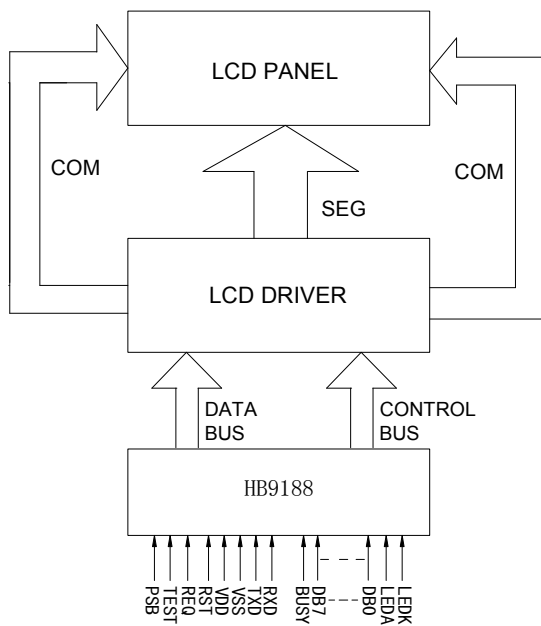 LCD PANEL
COM
COM
SEG
LCD DRIVER
DATA
BUS
CONTROL
BUS
HB9188
PSB
TEST
REQ
RST
VDD
VSS
TXD
RXD
BUSY
DB7
DB0
LEDA
LEDK